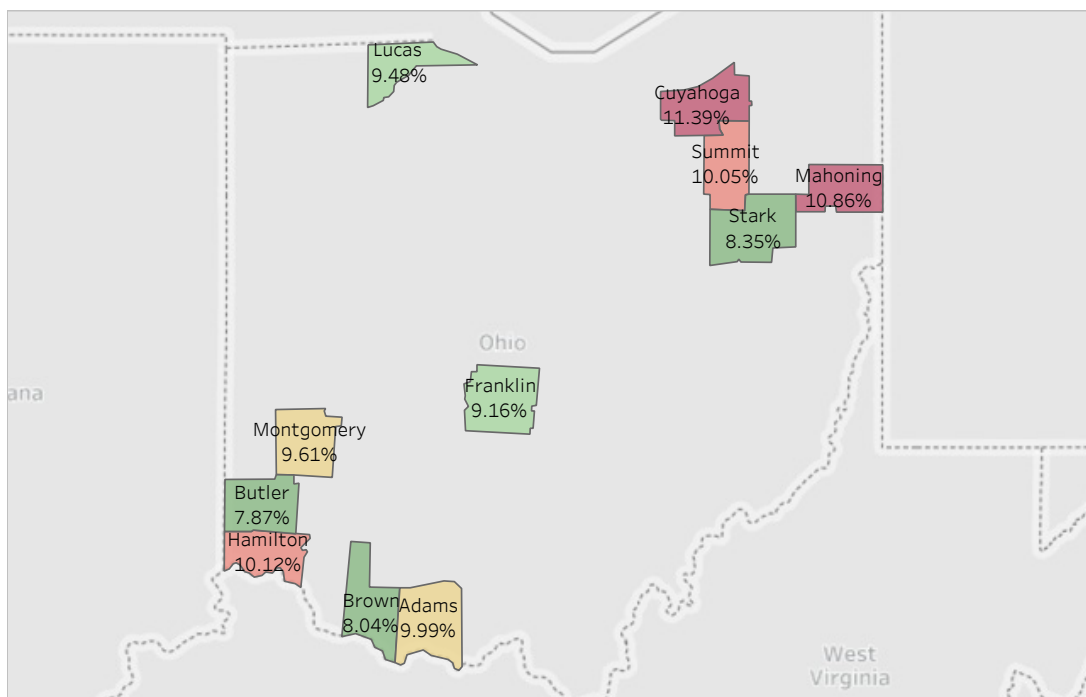 Lucas
9.48%
Cuyahoga
11.39%
Summit
10.05%
Mahoning
10.86%
Stark
8.35%
Ohio
Franklin
9.16%
ana
Montgomery
9.61%
Butler
7.87%
Hamilton
10.12%
Brown
8.04%
Adams
9.99%
West
Virginia